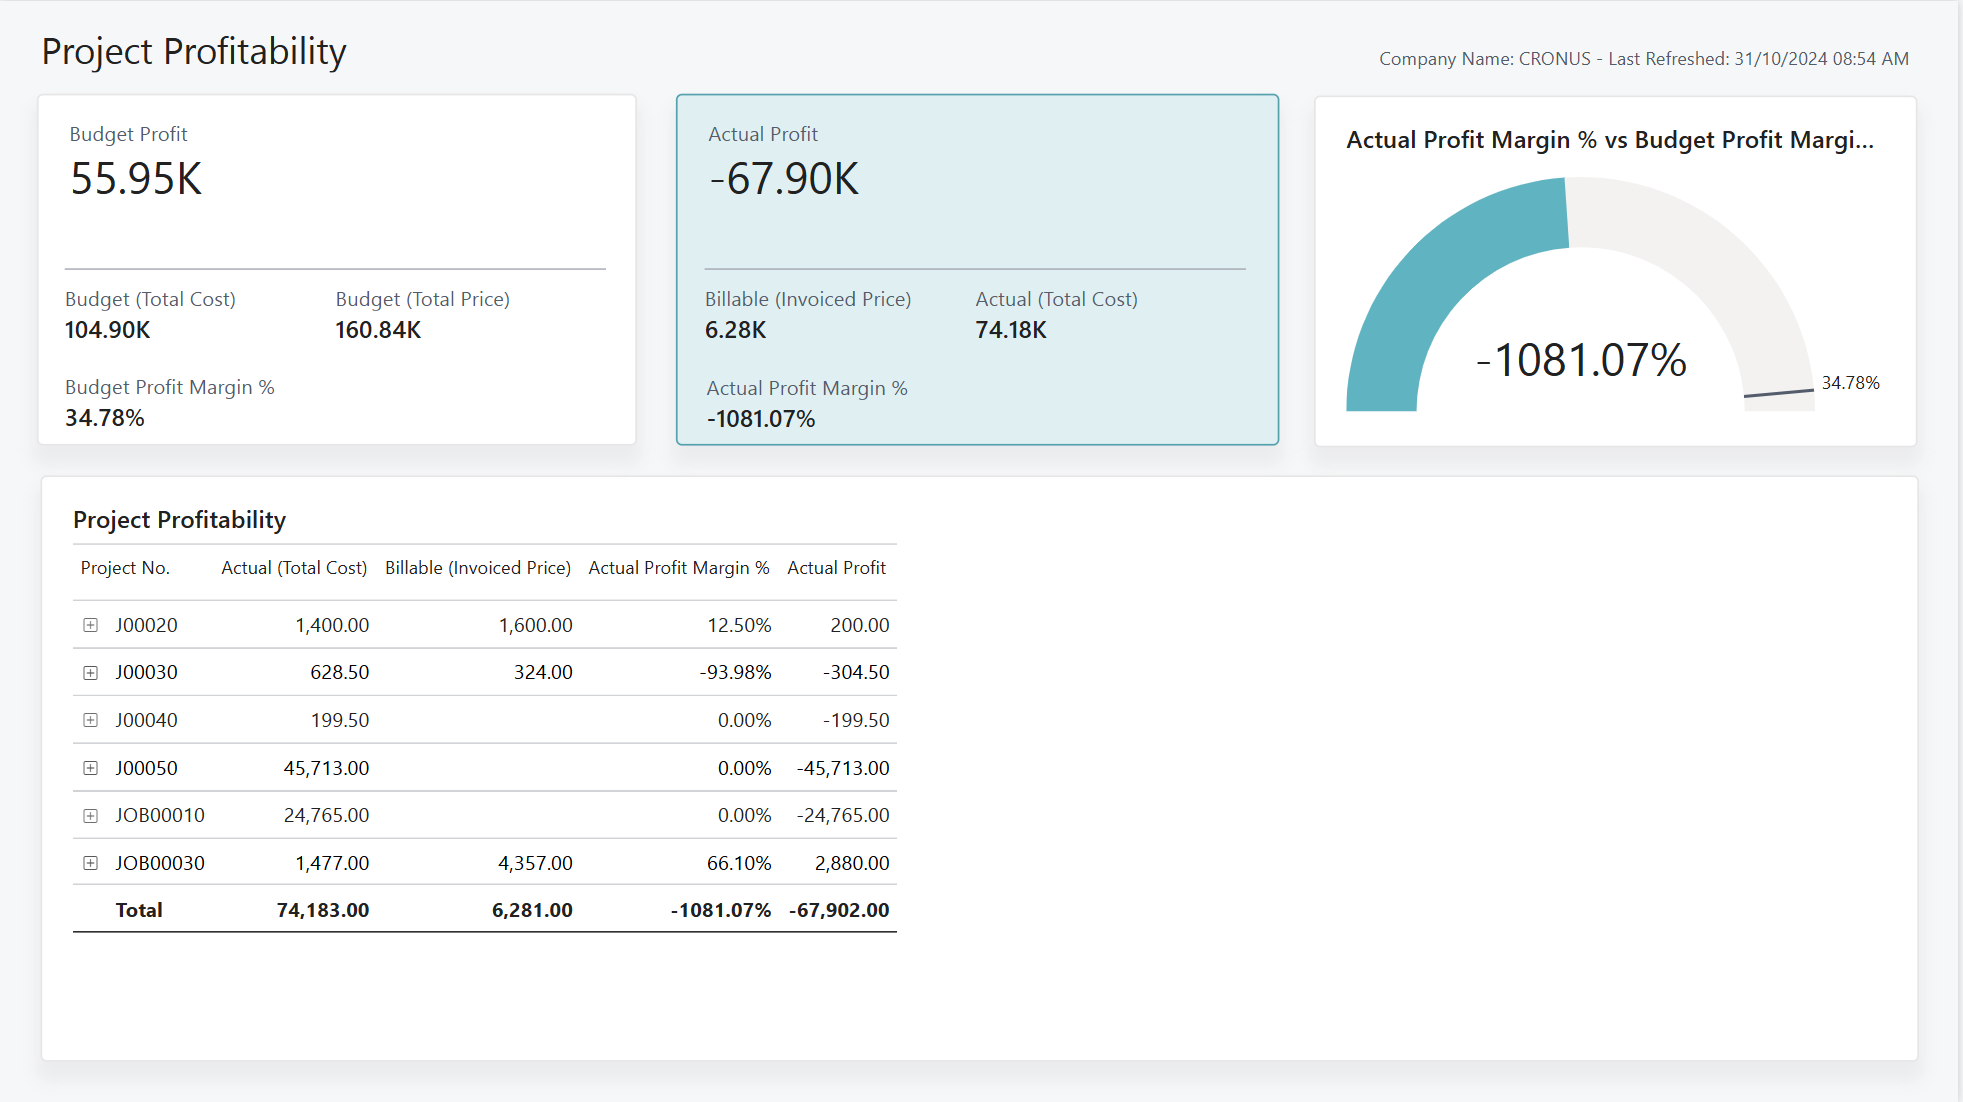 Project Profitability
Company Name: CRONUS - Last Refreshed: 31/10/2024 08:54 AM
Budget Profit
55.95K
Budget (Total Cost) Budget (Total Price)
104.90K 160.84K
Budget Profit Margin %
34.78%
Actual Profit
-67.90K
Billable (Invoiced Price) Actual (Total Cost)
6.28K 74.18K
Actual Profit Margin %
-1081.07%
Actual Profit Margin % vs Budget Profit Margi...
-1081.07%
34.78%
Project Profitability
Project No. Actual (Total Cost) Billable (Invoiced Price) Actual Profit Margin % Actual Profit
J00020 1,400.00 1,600.00 12.50% 200.00
J00030 628.50 324.00 -93.98% -304.50
J00040 199.50 0.00% -199.50
J00050 45,713.00 0.00% -45,713.00
JOB00010 24,765.00 0.00% -24,765.00
JOB00030 1,477.00 4,357.00 66.10% 2,880.00
Total 74,183.00 6,281.00 -1081.07% -67,902.00